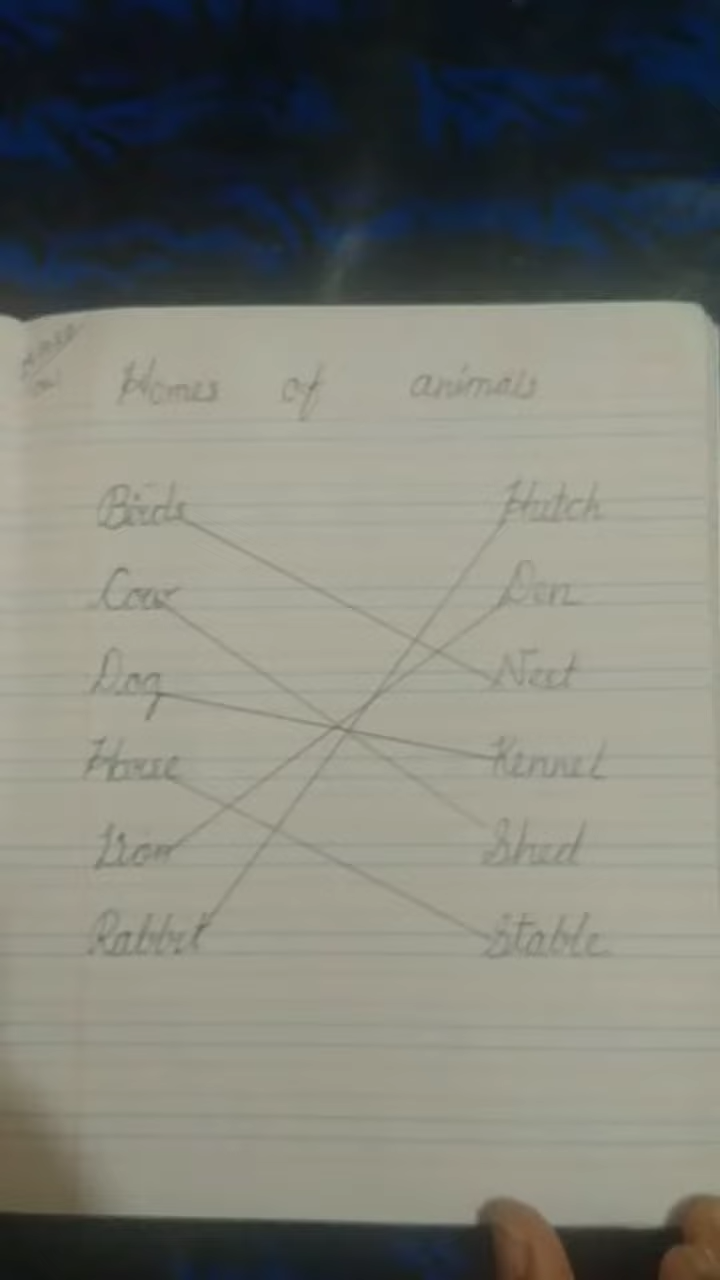 Homes of animals
Birds Hutch
Cow Den
Dog Nest
Horse Kennel
Lion Shed
Rabbit Stable